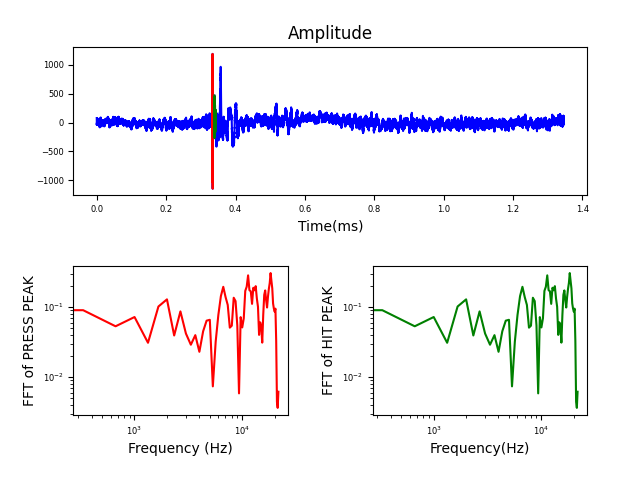 Amplitude
1000
500
0
−500
−1000
0.0 0.2 0.4 0.6 0.8 1.0 1.2 1.4
Time(ms)
FFT of PRESS PEAK
10⁻¹
10⁻²
10³ 10⁴
Frequency (Hz)
FFT of HIT PEAK
10⁻¹
10⁻²
10³ 10⁴
Frequency(Hz)